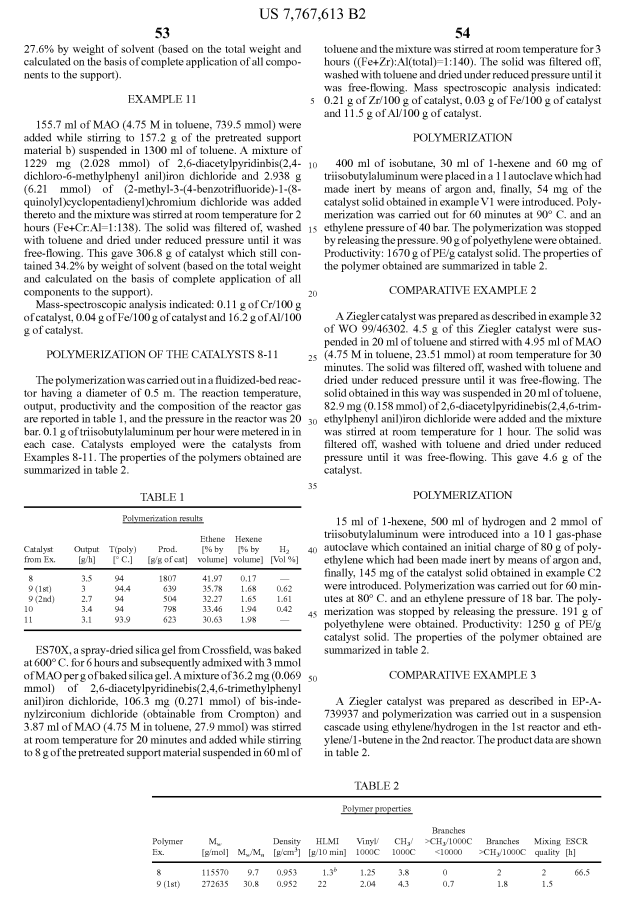 US 7,767,613 B2
53
27.6% by weight of solvent (based on the total weight and
calculated on the basis of complete application of all compo-
nents to the support).
EXAMPLE 11
155.7 ml of MAO (4.75 M in toluene, 739.5 mmol) were
added while stirring to 157.2 g of the pretreated support
material b) suspended in 1300 ml of toluene. A mixture of
1229 mg (2.028 mmol) of 2,6-diacetylpyridinbis(2,4-
dichloro-6-methylphenyl anil)iron dichloride and 2.938 g
(6.21 mmol) of (2-methyl-3-(4-benzotrifluoride)-1-(8-
quinolyl)cyclopentadienyl)chromium dichloride was added
thereto and the mixture was stirred at room temperature for 2
hours (Fe+Cr:Al=1:138). The solid was filtered of, washed
with toluene and dried under reduced pressure until it was
free-flowing. This gave 306.8 g of catalyst which still con-
tained 34.2% by weight of solvent (based on the total weight
and calculated on the basis of complete application of all
components to the support).
Mass-spectroscopic analysis indicated: 0.11 g of Cr/100 g
of catalyst, 0.04 g of Fe/100 g of catalyst and 16.2 g of Al/100
g of catalyst.
POLYMERIZATION OF THE CATALYSTS 8-11
The polymerization was carried out in a fluidized-bed reac-
tor having a diameter of 0.5 m. The reaction temperature,
output, productivity and the composition of the reactor gas
are reported in table 1, and the pressure in the reactor was 20
bar. 0.1 g of triisobutylaluminum per hour were metered in in
each case. Catalysts employed were the catalysts from
Examples 8-11. The properties of the polymers obtained are
summarized in table 2.
TABLE 1
Polymerization results
Ethene Hexene
Catalyst Output T(poly) Prod. [% by [% by H2
from Ex. [g/h] [° C.] [g/g of cat] volume] volume] [Vol %]
8 3.5 94 1807 41.97 0.17 —
9 (1st) 3 94.4 639 35.78 1.68 0.62
9 (2nd) 2.7 94 504 32.27 1.65 1.61
10 3.4 94 798 33.46 1.94 0.42
11 3.1 93.9 623 30.63 1.98 —
ES70X, a spray-dried silica gel from Crossfield, was baked
at 600° C. for 6 hours and subsequently admixed with 3 mmol
of MAO per g of baked silica gel. A mixture of 36.2 mg (0.069
mmol) of 2,6-diacetylpyridinebis(2,4,6-trimethylphenyl
anil)iron dichloride, 106.3 mg (0.271 mmol) of bis-inde-
nylzirconium dichloride (obtainable from Crompton) and
3.87 ml of MAO (4.75 M in toluene, 27.9 mmol) was stirred
at room temperature for 20 minutes and added while stirring
to 8 g of the pretreated support material suspended in 60 ml of
5
10
15
20
25
30
35
40
45
50
54
toluene and the mixture was stirred at room temperature for 3
hours ((Fe+Zr):Al(total)=1:140). The solid was filtered off,
washed with toluene and dried under reduced pressure until it
was free-flowing. Mass spectroscopic analysis indicated:
0.21 g of Zr/100 g of catalyst, 0.03 g of Fe/100 g of catalyst
and 11.5 g of Al/100 g of catalyst.
POLYMERIZATION
400 ml of isobutane, 30 ml of 1-hexene and 60 mg of
triisobutylaluminum were placed in a 1 l autoclave which had
made inert by means of argon and, finally, 54 mg of the
catalyst solid obtained in example V1 were introduced. Poly-
merization was carried out for 60 minutes at 90° C. and an
ethylene pressure of 40 bar. The polymerization was stopped
by releasing the pressure. 90 g of polyethylene were obtained.
Productivity: 1670 g of PE/g catalyst solid. The properties of
the polymer obtained are summarized in table 2.
COMPARATIVE EXAMPLE 2
A Ziegler catalyst was prepared as described in example 32
of WO 99/46302. 4.5 g of this Ziegler catalyst were sus-
pended in 20 ml of toluene and stirred with 4.95 ml of MAO
(4.75 M in toluene, 23.51 mmol) at room temperature for 30
minutes. The solid was filtered off, washed with toluene and
dried under reduced pressure until it was free-flowing. The
solid obtained in this way was suspended in 20 ml of toluene,
82.9 mg (0.158 mmol) of 2,6-diacetylpyridinebis(2,4,6-trim-
ethylphenyl anil)iron dichloride were added and the mixture
was stirred at room temperature for 1 hour. The solid was
filtered off, washed with toluene and dried under reduced
pressure until it was free-flowing. This gave 4.6 g of the
catalyst.
POLYMERIZATION
15 ml of 1-hexene, 500 ml of hydrogen and 2 mmol of
triisobutylaluminum were introduced into a 10 l gas-phase
autoclave which contained an initial charge of 80 g of poly-
ethylene which had been made inert by means of argon and,
finally, 145 mg of the catalyst solid obtained in example C2
were introduced. Polymerization was carried out for 60 min-
utes at 80° C. and an ethylene pressure of 18 bar. The poly-
merization was stopped by releasing the pressure. 191 g of
polyethylene were obtained. Productivity: 1250 g of PE/g
catalyst solid. The properties of the polymer obtained are
summarized in table 2.
COMPARATIVE EXAMPLE 3
A Ziegler catalyst was prepared as described in EP-A-
739937 and polymerization was carried out in a suspension
cascade using ethylene/hydrogen in the 1st reactor and eth-
ylene/1-butene in the 2nd reactor. The product data are shown
in table 2.
TABLE 2
Polymer properties
Branches
Polymer Mw Density HLMI Vinyl/ CH3/ >CH3/1000C Branches Mixing ESCR
Ex. [g/mol] Mw/Mn [g/cm3] [g/10 min] 1000C 1000C <10000 >CH3/1000C quality [h]
8 115570 9.7 0.953 1.3b 1.25 3.8 0 2 2 66.5
9 (1st) 272635 30.8 0.952 22 2.04 4.3 0.7 1.8 1.5